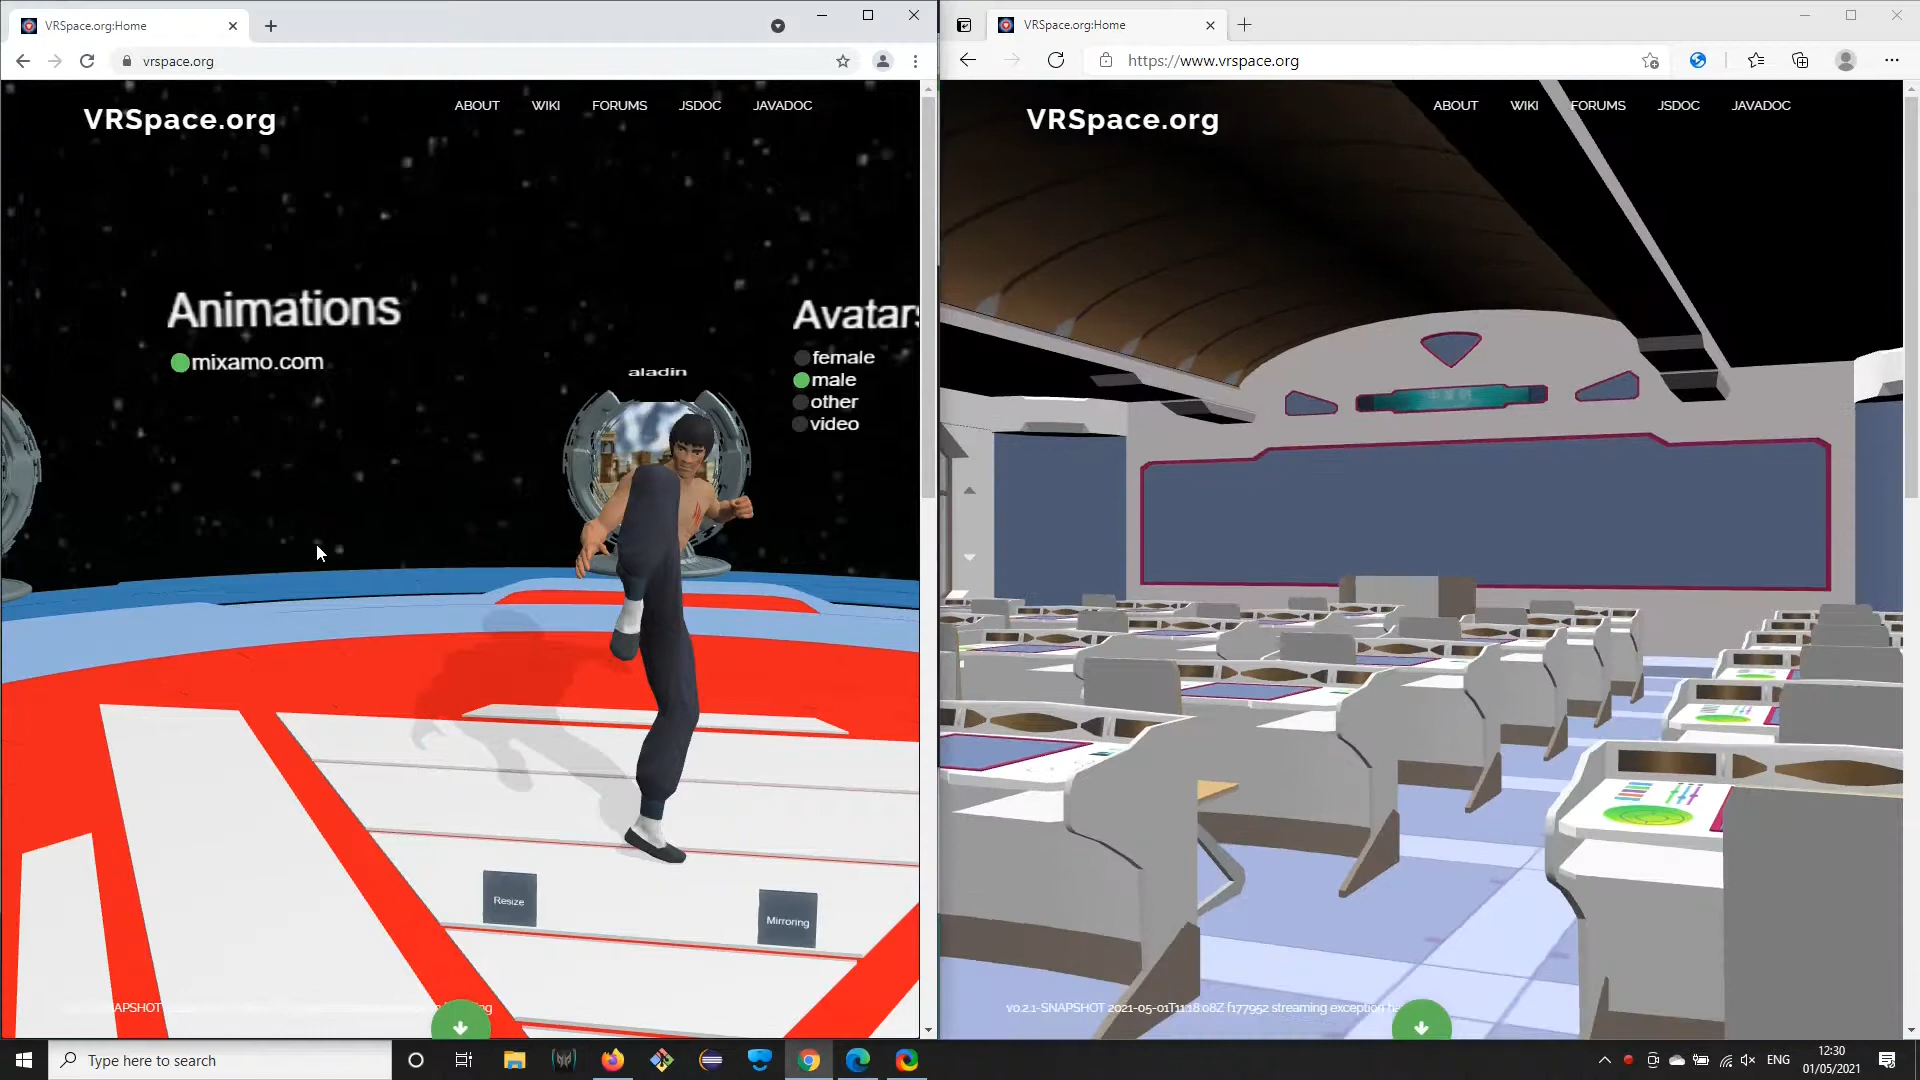 VRSpace.org:Home
vrspace.org
VRSpace.org
ABOUT WIKI FORUMS JSDOC JAVADOC
Animations
mixamo.com
aladin
Avatars
female
male
other
video
Resize
Mirroring
VRSpace.org:Home
https://www.vrspace.org
VRSpace.org
ABOUT WIKI FORUMS JSDOC JAVADOC
v0.2.1-SNAPSHOT 2021-05-01T11:18:08Z f177952 streaming exception
Type here to search
ENG
12:30
01/05/2021